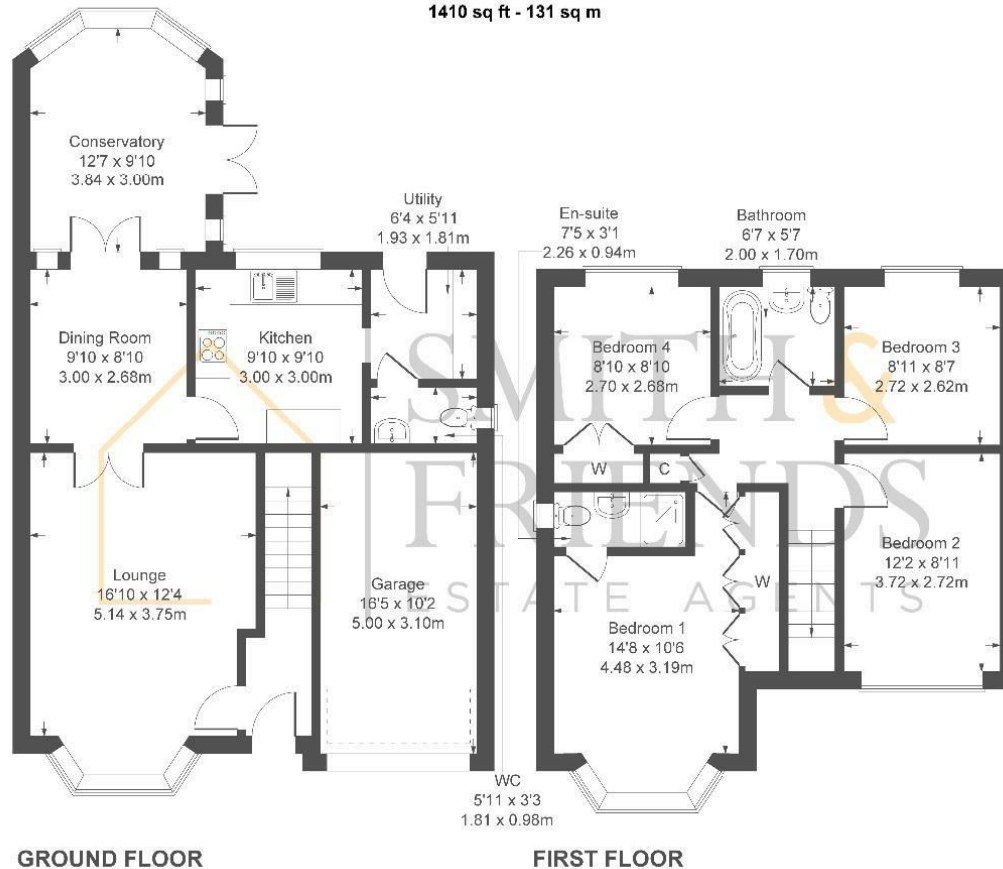 1410 sq ft - 131 sq m
Conservatory
12'7 x 9'10
3.84 x 3.00m
Utility
6'4 x 5'11
1.93 x 1.81m
En-suite
7'5 x 3'1
2.26 x 0.94m
Bathroom
6'7 x 5'7
2.00 x 1.70m
Dining Room
9'10 x 8'10
3.00 x 2.68m
Kitchen
9'10 x 9'10
3.00 x 3.00m
Bedroom 4
8'10 x 8'10
2.70 x 2.68m
Bedroom 3
8'11 x 8'7
2.72 x 2.62m
SMITH &
FRIENDS
ESTATE AGENTS
W
C
W
Lounge
16'10 x 12'4
5.14 x 3.75m
Garage
16'5 x 10'2
5.00 x 3.10m
Bedroom 1
14'8 x 10'6
4.48 x 3.19m
Bedroom 2
12'2 x 8'11
3.72 x 2.72m
WC
5'11 x 3'3
1.81 x 0.98m
GROUND FLOOR
FIRST FLOOR